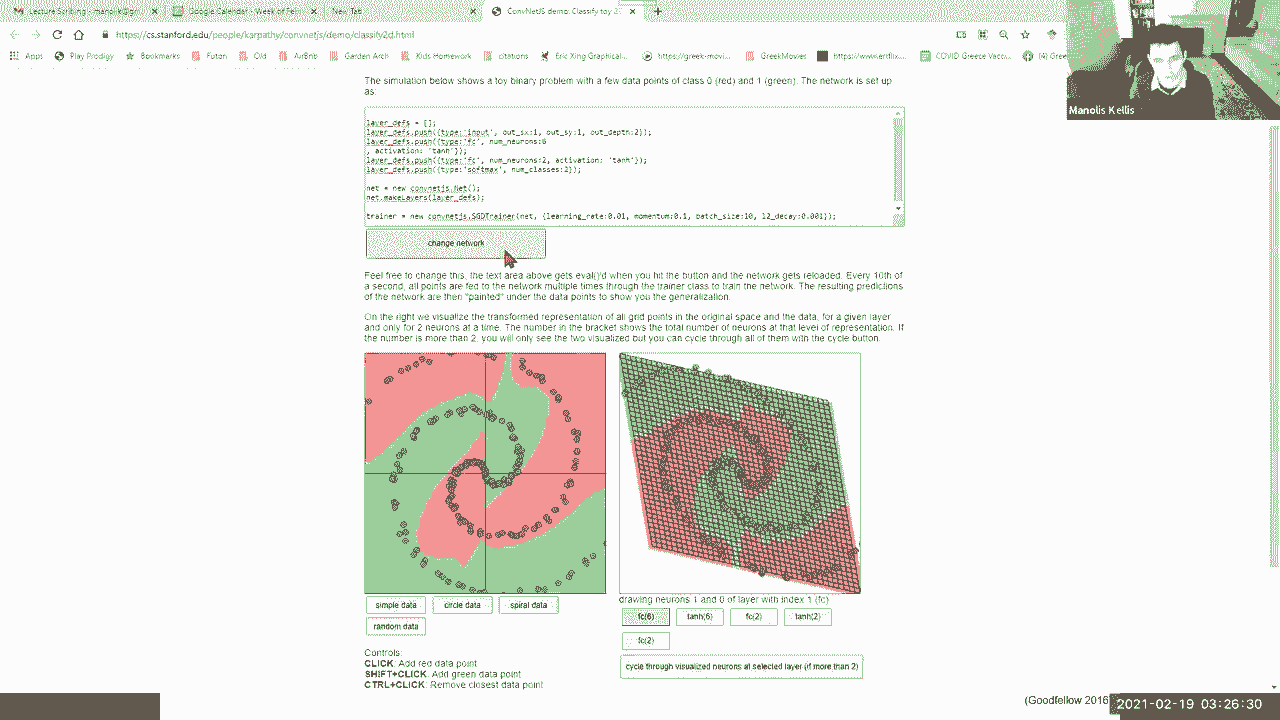 Lecture Scribing - manolis@gm
Google Calendar - Week of Febr
New Tab
ConvNetJS demo: Classify toy 2
https://cs.stanford.edu/people/karpathy/convnetjs/demo/classify2d.html
Apps Play Prodigy Bookmarks Futon Old AirBnb Garden Arch Kids Homework citations Eric Xing Graphical... https://greek-movi... GreekMovies COVID Greece Vacc...
Manolis Kellis
The simulation below shows a toy binary problem with a few data points of class 0 (red) and 1 (green). The network is set up
as:
layer_defs = [];
layer_defs.push({type:'input', out_sx:1, out_sy:1, out_depth:2});
layer_defs.push({type:'fc', num_neurons:6
, activation: 'tanh'});
layer_defs.push({type:'fc', num_neurons:2, activation: 'tanh'});
layer_defs.push({type:'softmax', num_classes:2});
net = new convnetjs.Net();
net.makeLayers(layer_defs);
trainer = new convnetjs.SGDTrainer(net, {learning_rate:0.01, momentum:0.1, batch_size:10, l2_decay:0.001});
change network
Feel free to change this, the text area above gets eval()'d when you hit the button and the network gets reloaded. Every 10th of
a second, all points are fed to the network multiple times through the trainer class to train the network. The resulting predictions
of the network are then "painted" under the data points to show you the generalization.
On the right we visualize the transformed representation of all grid points in the original space and the data, for a given layer
and only for 2 neurons at a time. The number in the bracket shows the total number of neurons at that level of representation. If
the number is more than 2, you will only see the two visualized but you can cycle through all of them with the cycle button.
simple data circle data spiral data
random data
drawing neurons 1 and 0 of layer with index 1 (fc)
fc(6) tanh(6) fc(2) tanh(2)
fc(2)
cycle through visualized neurons at selected layer (if more than 2)
Controls:
CLICK: Add red data point
SHIFT+CLICK: Add green data point
CTRL+CLICK: Remove closest data point
(Goodfellow 2016
2021-02-19 03:26:30